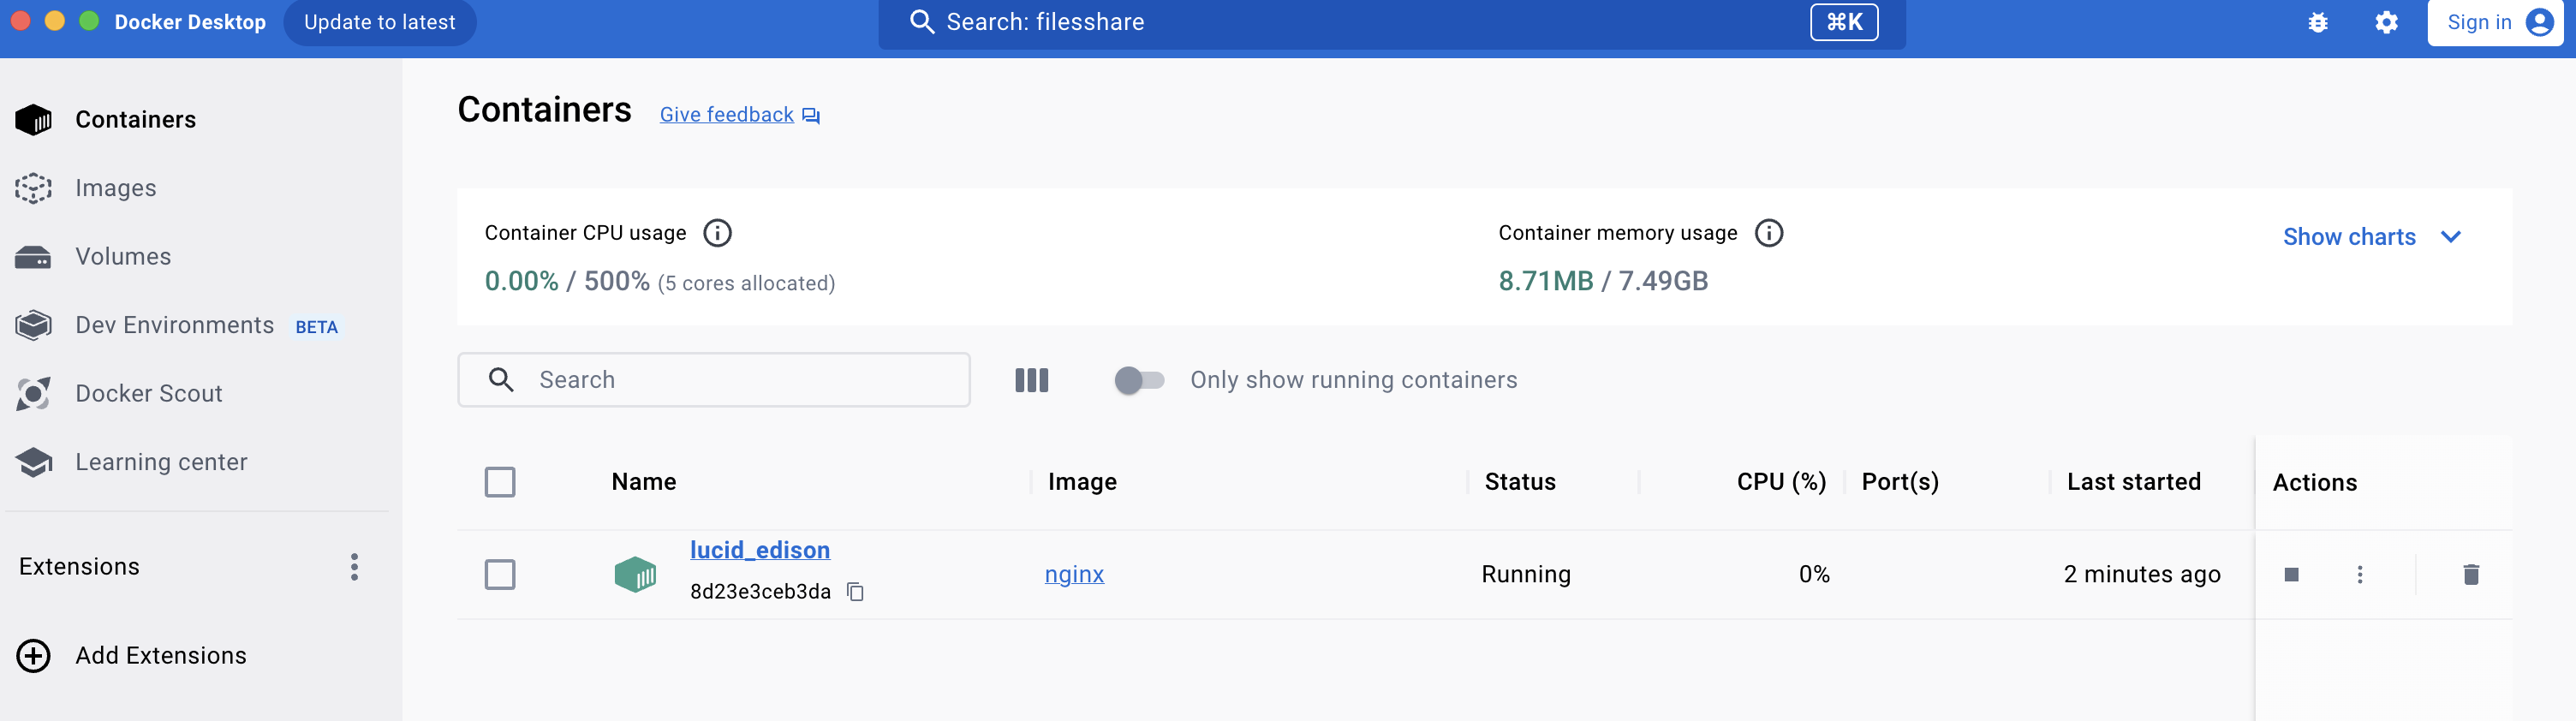 Docker Desktop
Update to latest
Search: filesshare
⌘K
Sign in
Containers
Images
Volumes
Dev Environments BETA
Docker Scout
Learning center
Extensions
Add Extensions
Containers
Give feedback
Container CPU usage
0.00% / 500% (5 cores allocated)
Container memory usage
8.71MB / 7.49GB
Show charts
Search
Only show running containers
Name Image Status CPU (%) Port(s) Last started Actions
lucid_edison
8d23e3ceb3da
nginx Running 0% 2 minutes ago